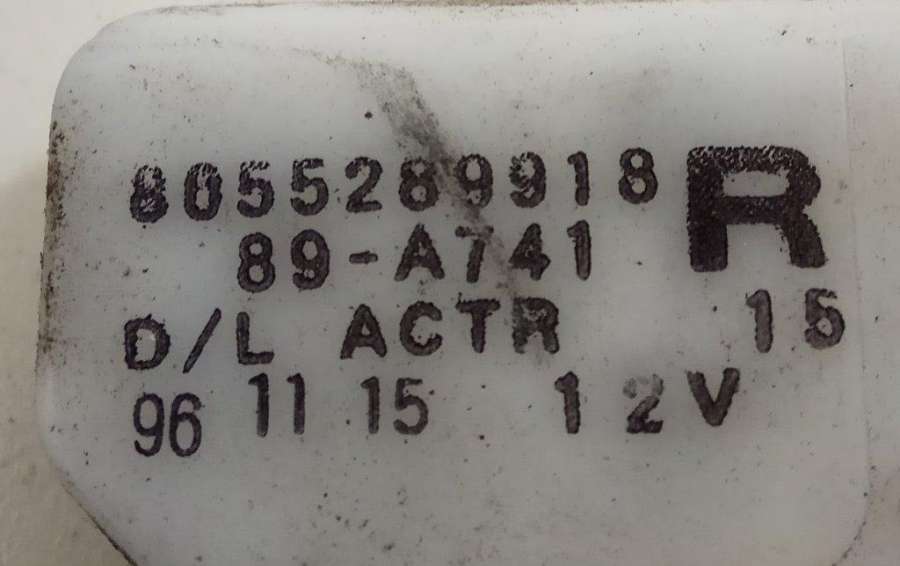 8055289918 R
89-A741
D/L ACTR 15
96 11 15 12V